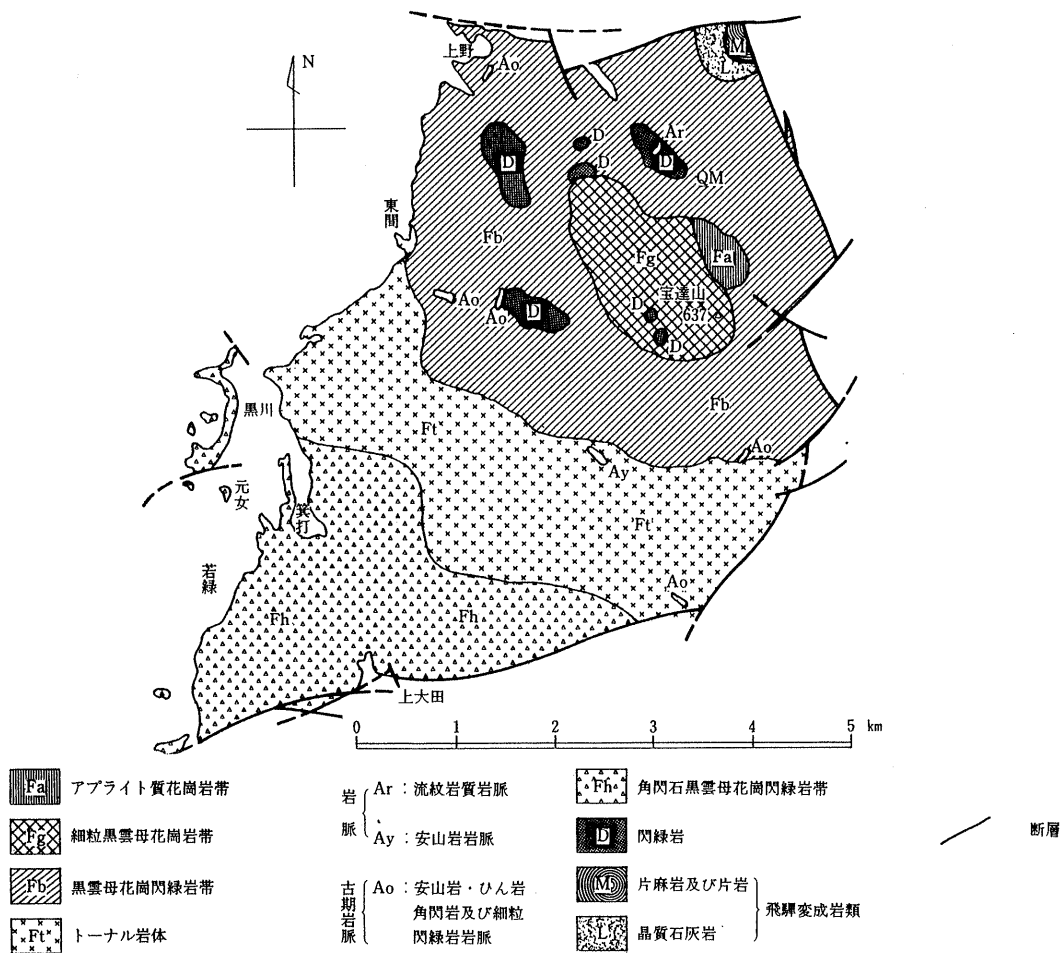 上野
Ao
M
L
N
D
D
Ar
D
D
QM
東間
Fb
Fg
Fa
宝達山
637
D
D
Ao
Ao
D
黒川
Ft
Fb
Ao
Ay
元女
箕打
Ft
若緑
Ao
Fh
Fh
上大田
0 1 2 3 4 5 km
Fa アプライト質花崗岩帯
Fg 細粒黒雲母花崗岩帯
Fb 黒雲母花崗閃緑岩帯
Ft トーナル岩体
岩脈
Ar : 流紋岩質岩脈
Ay : 安山岩岩脈
古期岩脈
Ao : 安山岩・ひん岩
角閃岩及び細粒
閃緑岩岩脈
Fh 角閃石黒雲母花崗閃緑岩帯
D 閃緑岩
M 片麻岩及び片岩
L 晶質石灰岩
飛騨変成岩類
断層